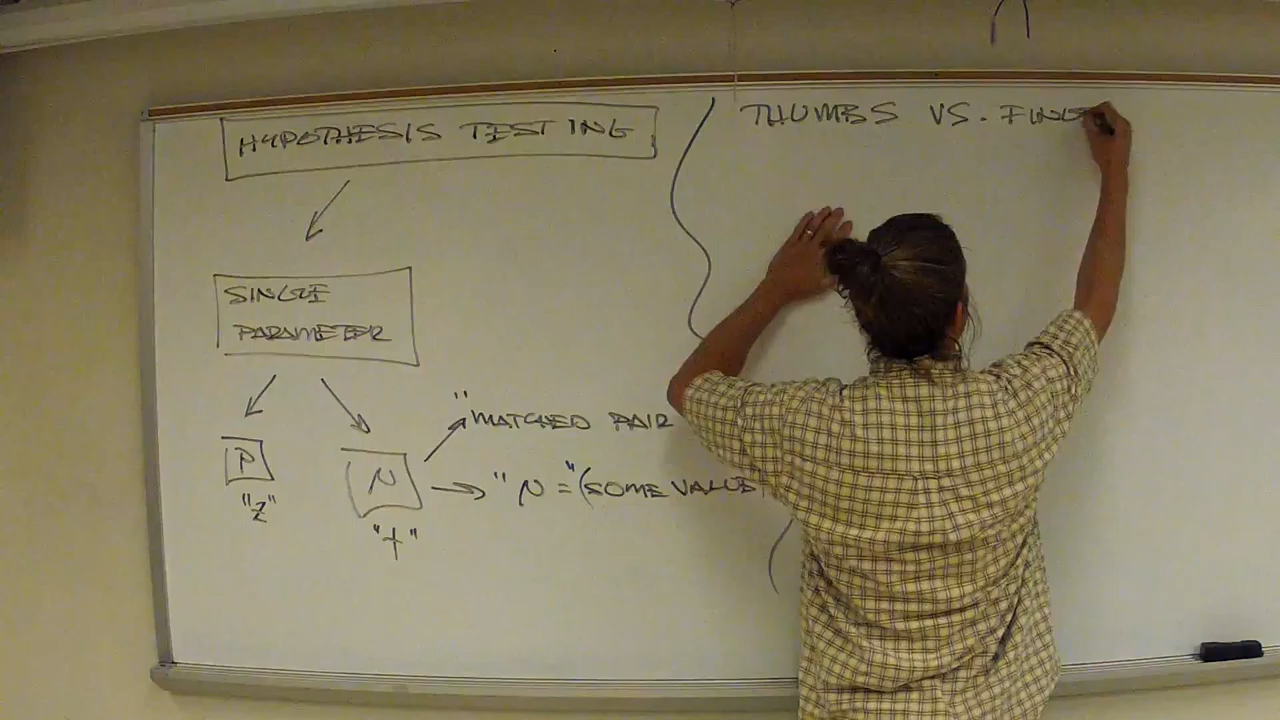 HYPOTHESIS TESTING
SINGLE
PARAMETER
P
"Z"
μ
"t"
"MATCHED PAIR
"μ = "(SOME VALUE
THUMBS VS. FING